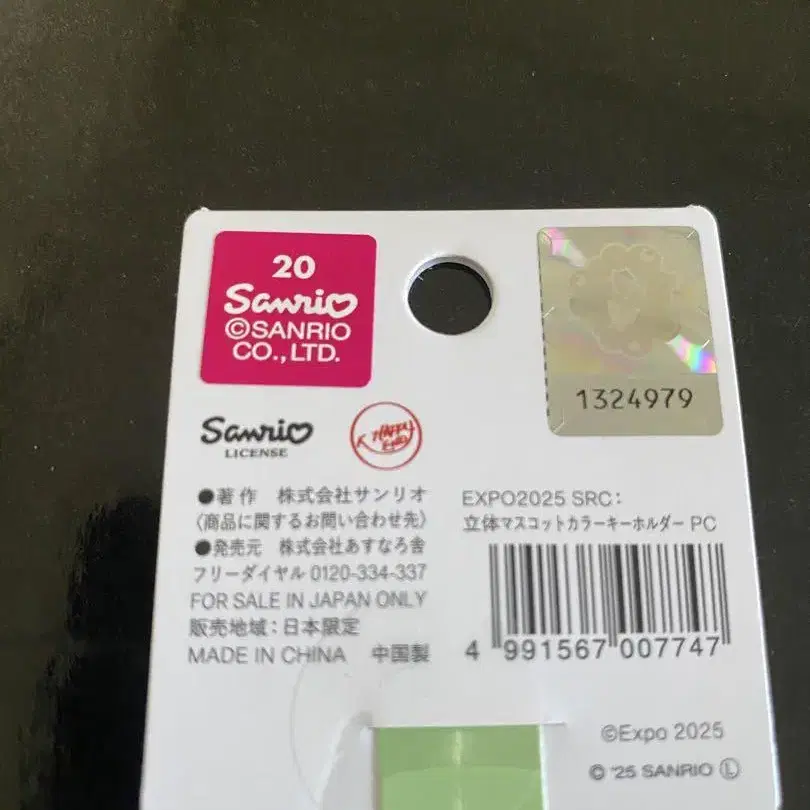 20
Sanrio
©SANRIO
CO.,LTD.
1324979
Sanrio
LICENSE
HAPPY
●著作 株式会社サンリオ
〈商品に関するお問い合わせ先〉
●発売元 株式会社あすなろ舎
フリーダイヤル 0120-334-337
FOR SALE IN JAPAN ONLY
販売地域：日本限定
MADE IN CHINA 中国製
EXPO2025 SRC：
立体マスコットカラーキーホルダー PC
4 991567 007747
©Expo 2025
© '25 SANRIO Ⓛ